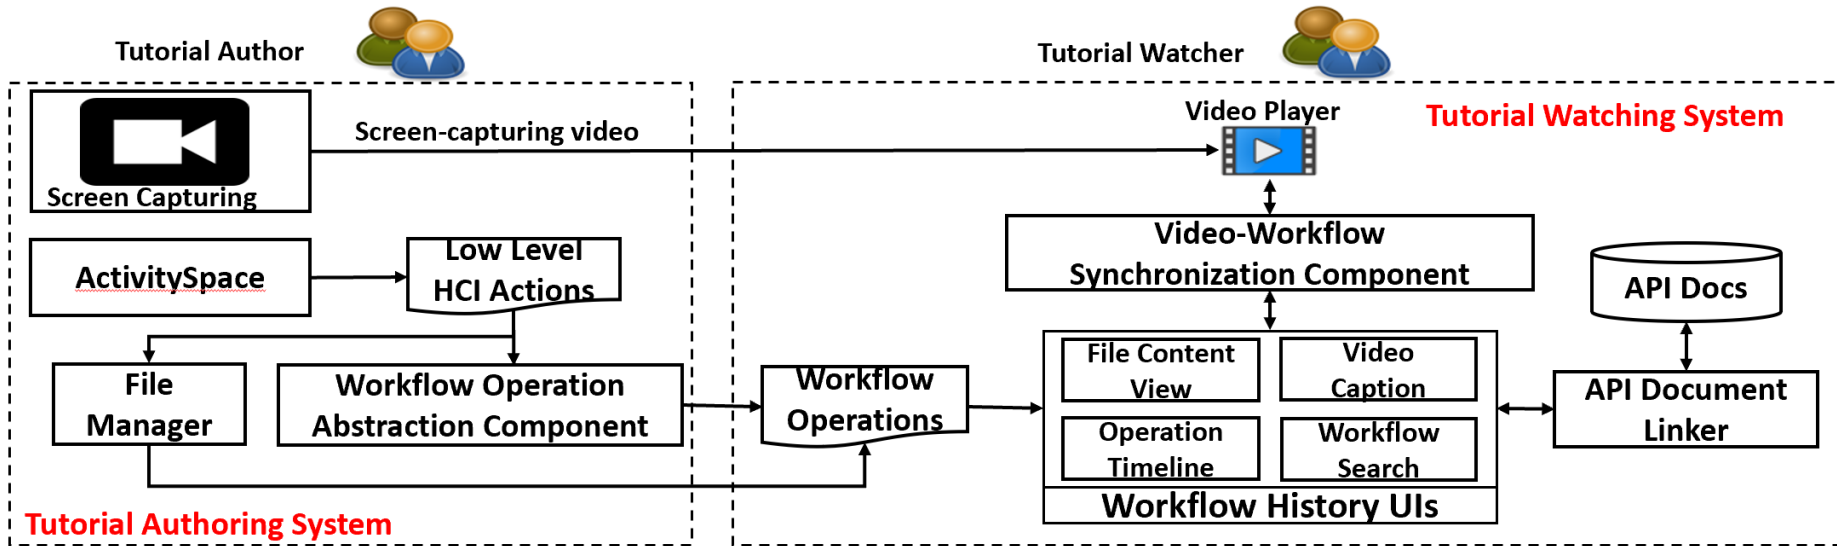 Tutorial Author
Tutorial Watcher
Screen Capturing
Screen-capturing video
Video Player
Tutorial Watching System
ActivitySpace
Low Level
HCI Actions
Video-Workflow
Synchronization Component
API Docs
File
Manager
Workflow Operation
Abstraction Component
Workflow
Operations
File Content
View
Video
Caption
Operation
Timeline
Workflow
Search
Workflow History UIs
API Document
Linker
Tutorial Authoring System